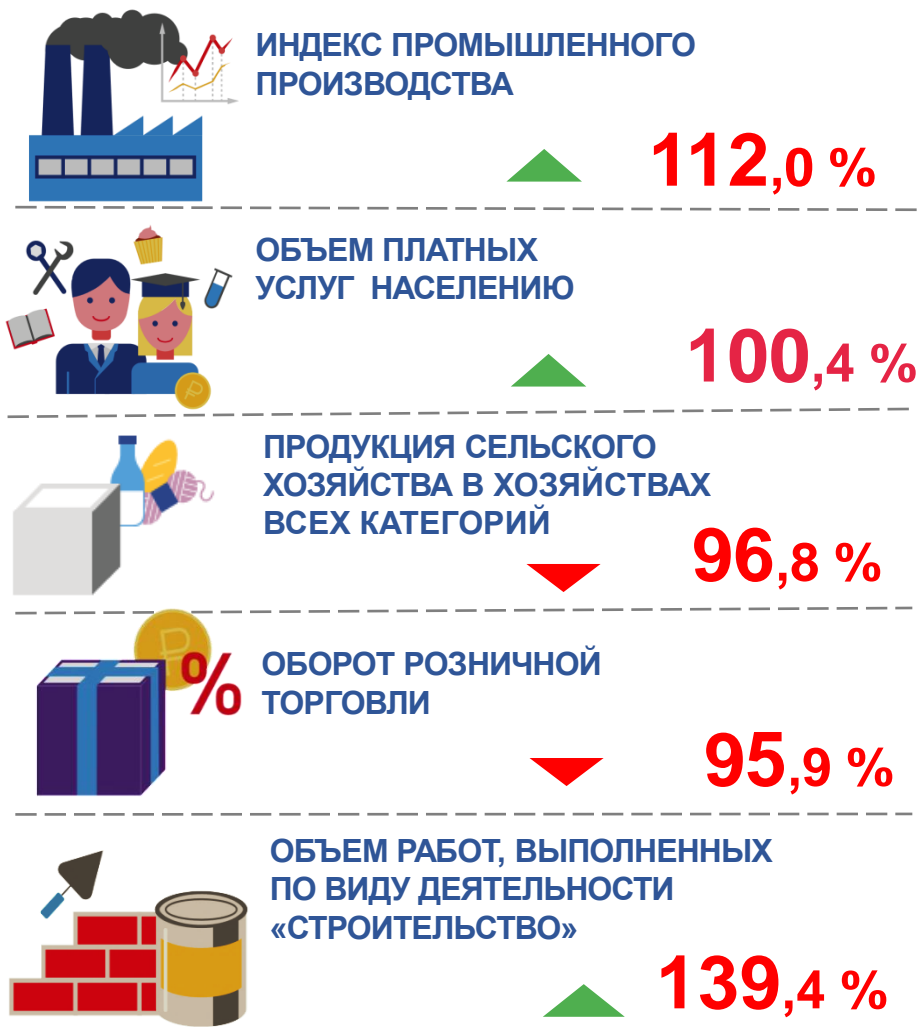 ИНДЕКС ПРОМЫШЛЕННОГО
ПРОИЗВОДСТВА
112,0 %
ОБЪЕМ ПЛАТНЫХ
УСЛУГ НАСЕЛЕНИЮ
100,4 %
ПРОДУКЦИЯ СЕЛЬСКОГО
ХОЗЯЙСТВА В ХОЗЯЙСТВАХ
ВСЕХ КАТЕГОРИЙ
96,8 %
%
ОБОРОТ РОЗНИЧНОЙ
ТОРГОВЛИ
95,9 %
ОБЪЕМ РАБОТ, ВЫПОЛНЕННЫХ
ПО ВИДУ ДЕЯТЕЛЬНОСТИ
«СТРОИТЕЛЬСТВО»
139,4 %